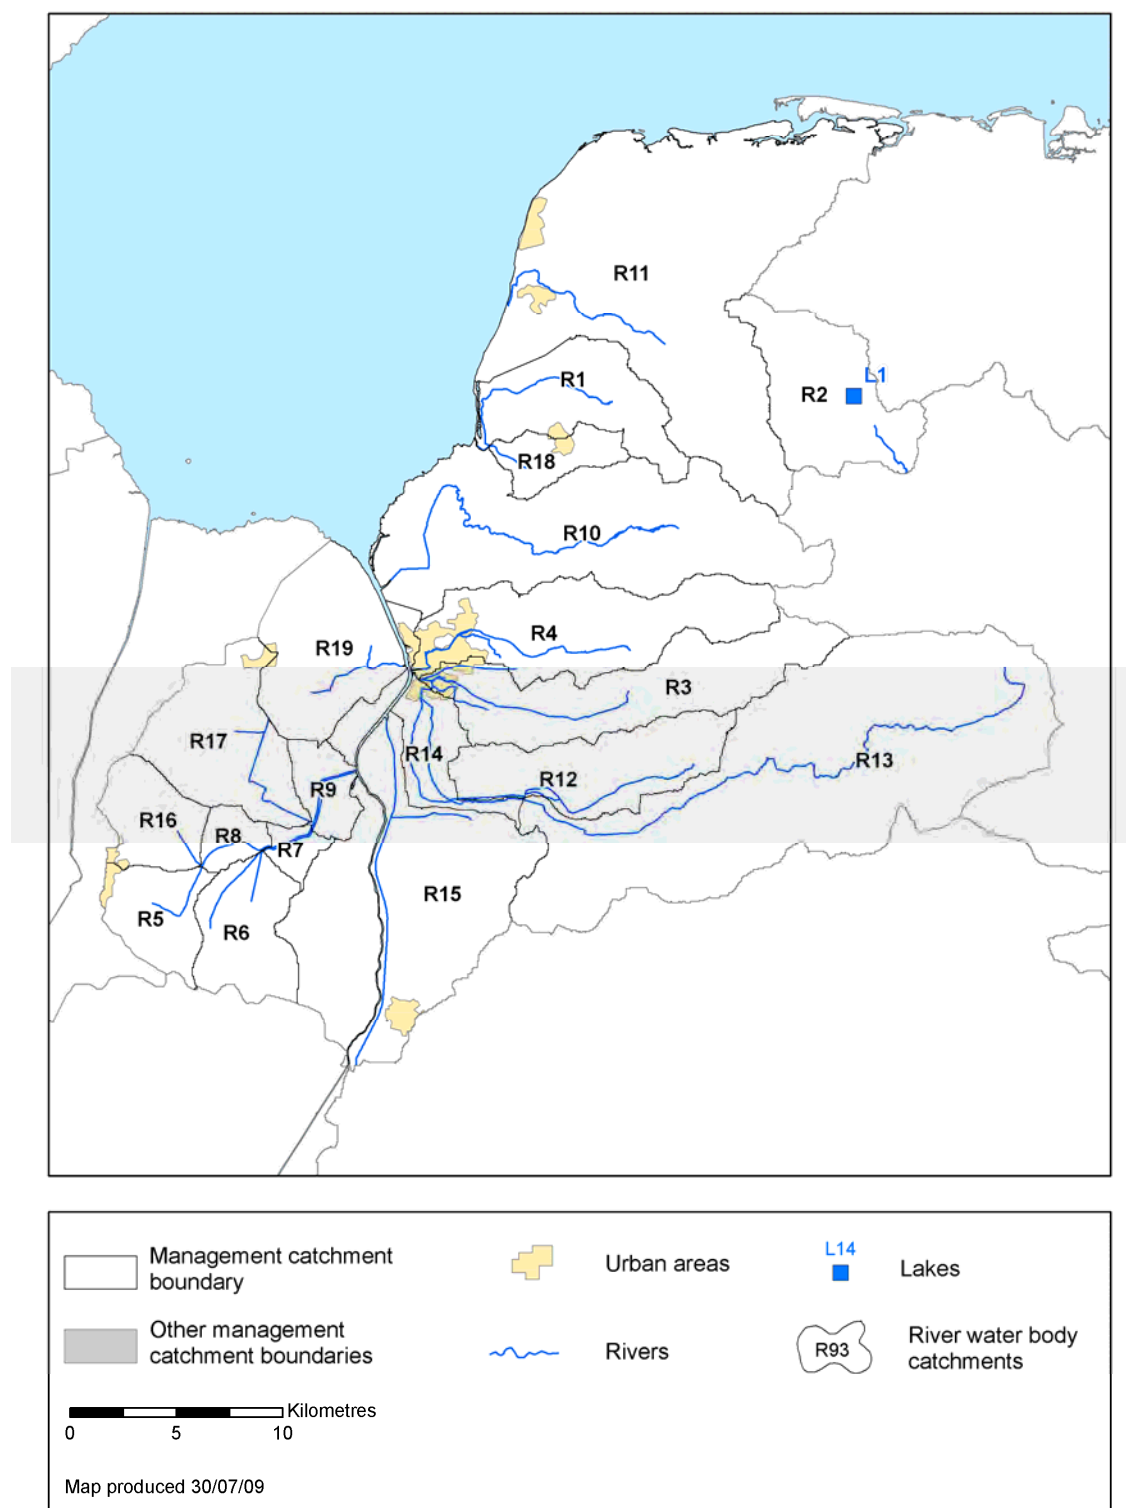 R11
R1
L1
R2
R18
R10
R4
R19
R3
R17
R14
R13
R12
R9
R16
R8
R7
R15
R5
R6
Management catchment
boundary
Urban areas
L14
Lakes
Other management
catchment boundaries
Rivers
R93
River water body
catchments
Kilometres
0 5 10
Map produced 30/07/09